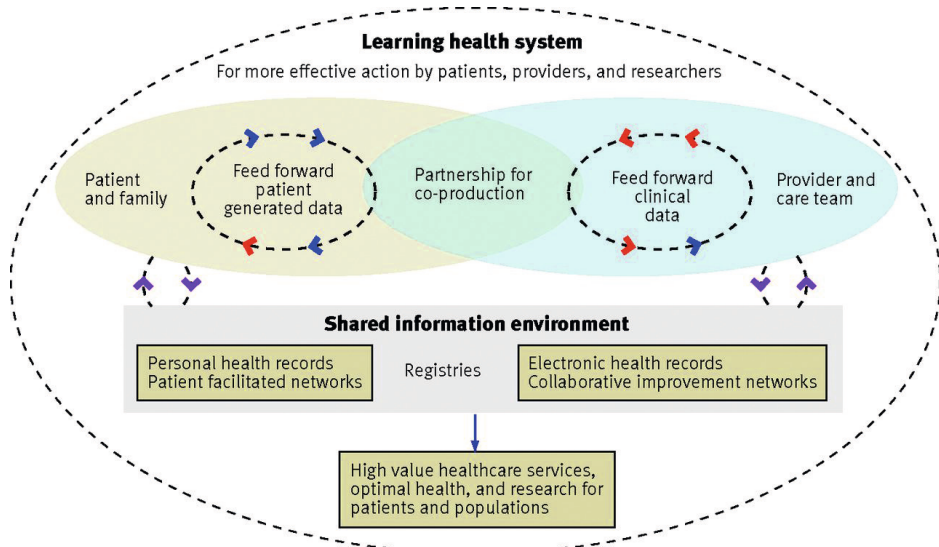 Learning health system
For more effective action by patients, providers, and researchers
Patient
and family
Feed forward
patient
generated data
Partnership for
co-production
Feed forward
clinical
data
Provider and
care team
Shared information environment
Personal health records
Patient facilitated networks
Registries
Electronic health records
Collaborative improvement networks
High value healthcare services,
optimal health, and research for
patients and populations